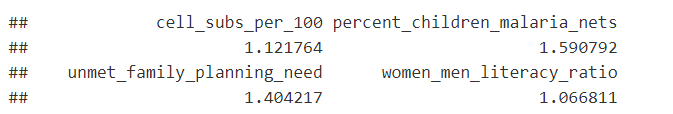 ##        cell_subs_per_100 percent_children_malaria_nets
##                 1.121764                      1.590792
##     unmet_family_planning_need      women_men_literacy_ratio
##                 1.404217                      1.066811